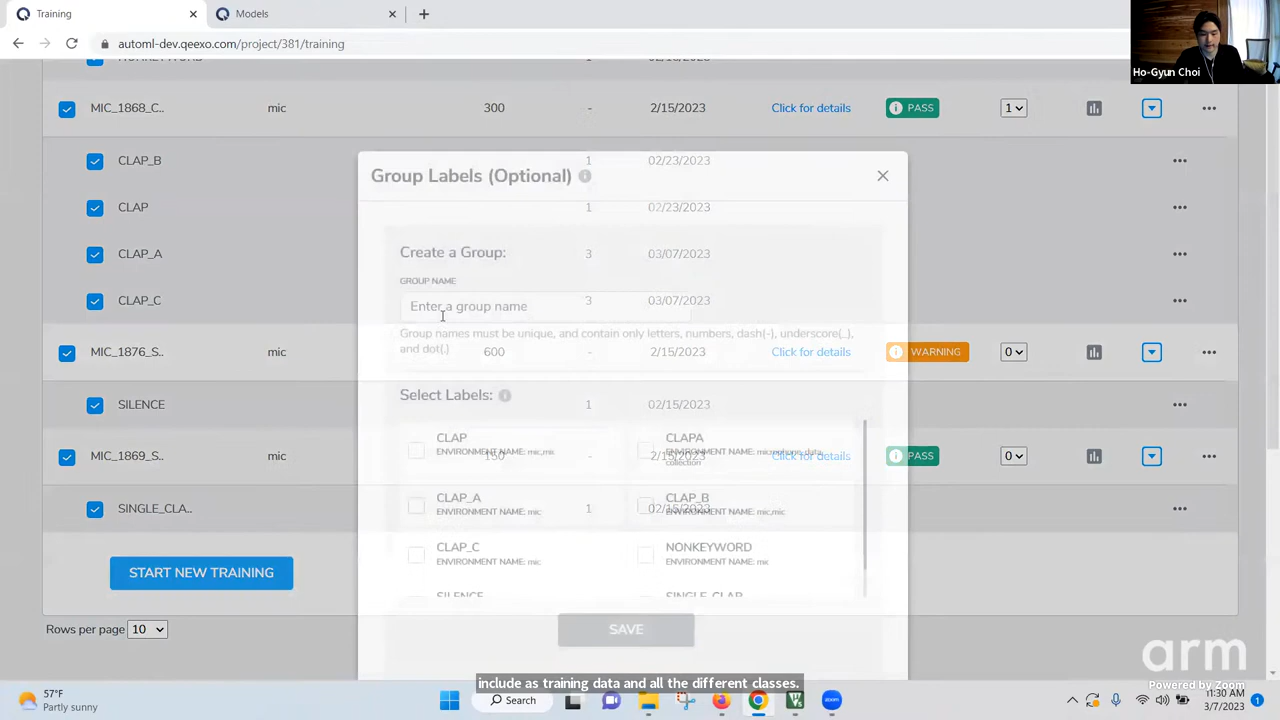 Training
Models
automl-dev.qeexo.com/project/381/training
Ho-Gyun Choi
MIC_1868_C.. mic 300 - 2/15/2023 Click for details PASS 1
CLAP_B 1 02/23/2023
Group Labels (Optional)
CLAP 1 02/23/2023
Create a Group:
CLAP_A 3 03/07/2023
GROUP NAME
CLAP_C 3 03/07/2023
Enter a group name
Group names must be unique, and contain only letters, numbers, dash(-), underscore(_),
and dot(.)
MIC_1876_S.. mic 600 - 2/15/2023 Click for details WARNING 0
Select Labels:
SILENCE 1 02/15/2023
CLAP CLAPA
ENVIRONMENT NAME: mic,mic ENVIRONMENT NAME: microphone,data
collection
MIC_1869_S.. mic 150 - 2/15/2023 Click for details PASS 0
CLAP_A CLAP_B
SINGLE_CLA.. 1 02/15/2023
ENVIRONMENT NAME: mic ENVIRONMENT NAME: mic,mic
CLAP_C NONKEYWORD
ENVIRONMENT NAME: mic ENVIRONMENT NAME: mic
START NEW TRAINING
SILENCE SINGLE_CLAP
Rows per page 10
SAVE
arm
include as training data and all the different classes.
Powered by Zoom
57°F
Partly sunny
Search
11:30 AM
3/7/2023
1